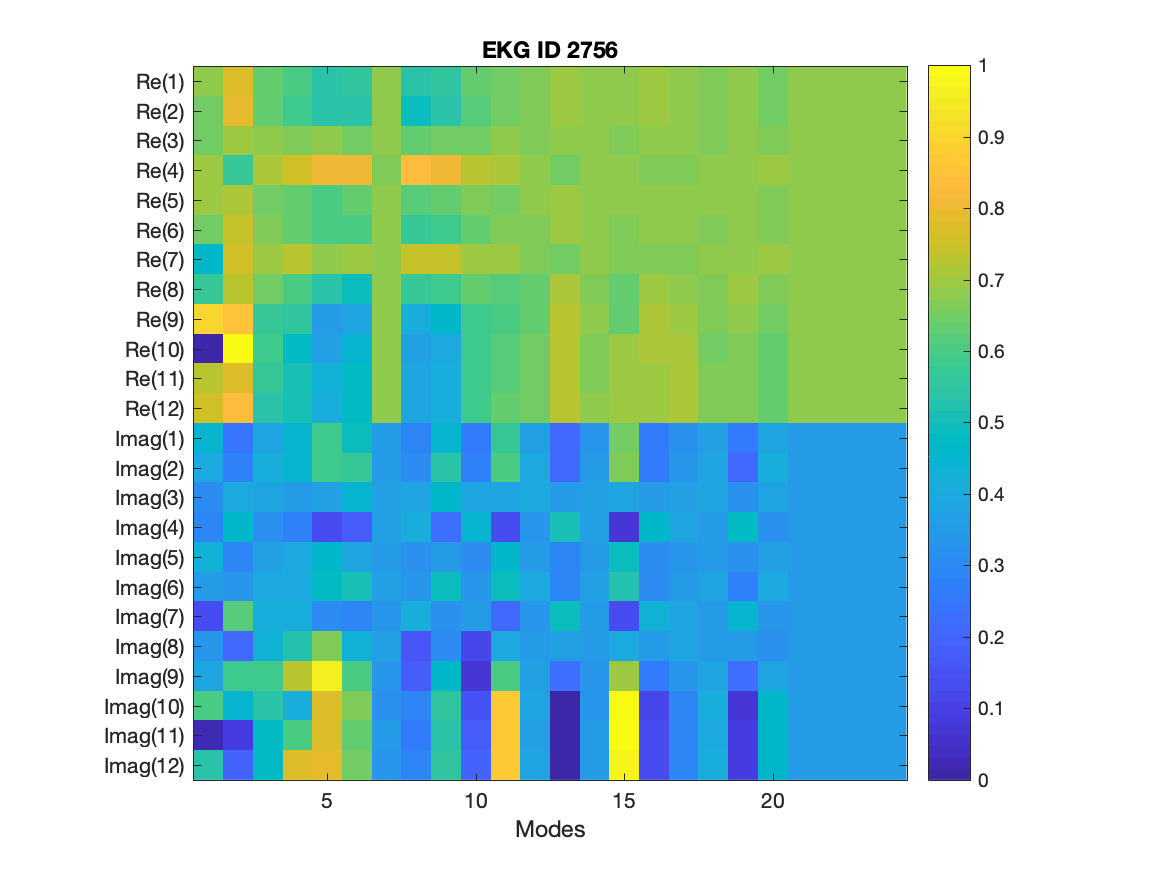 EKG ID 2756
Re(1)
Re(2)
Re(3)
Re(4)
Re(5)
Re(6)
Re(7)
Re(8)
Re(9)
Re(10)
Re(11)
Re(12)
Imag(1)
Imag(2)
Imag(3)
Imag(4)
Imag(5)
Imag(6)
Imag(7)
Imag(8)
Imag(9)
Imag(10)
Imag(11)
Imag(12)
5 10 15 20
Modes
1
0.9
0.8
0.7
0.6
0.5
0.4
0.3
0.2
0.1
0